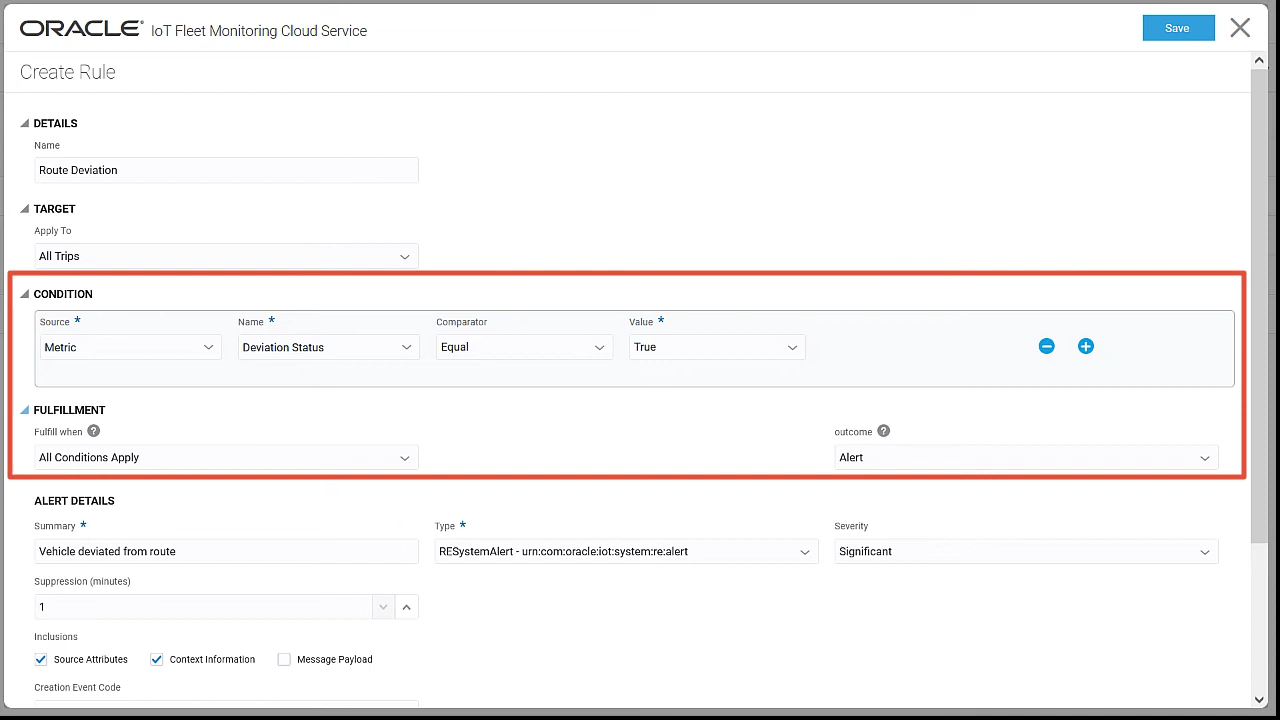 ORACLE® IoT Fleet Monitoring Cloud Service
Save
Create Rule
DETAILS
Name
Route Deviation
TARGET
Apply To
All Trips
CONDITION
Source * Name * Comparator Value *
Metric Deviation Status Equal True
FULFILLMENT
Fulfill when ? outcome ?
All Conditions Apply Alert
ALERT DETAILS
Summary * Type * Severity
Vehicle deviated from route RESystemAlert - urn:com:oracle:iot:system:re:alert Significant
Suppression (minutes)
1
Inclusions
Source Attributes Context Information Message Payload
Creation Event Code